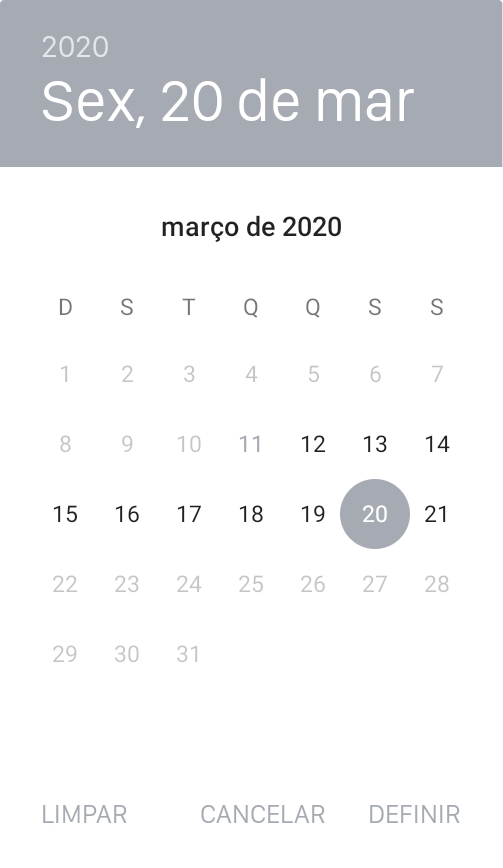 2020
Sex, 20 de mar
março de 2020
D S T Q Q S S
1 2 3 4 5 6 7
8 9 10 11 12 13 14
15 16 17 18 19 20 21
22 23 24 25 26 27 28
29 30 31
LIMPAR CANCELAR DEFINIR